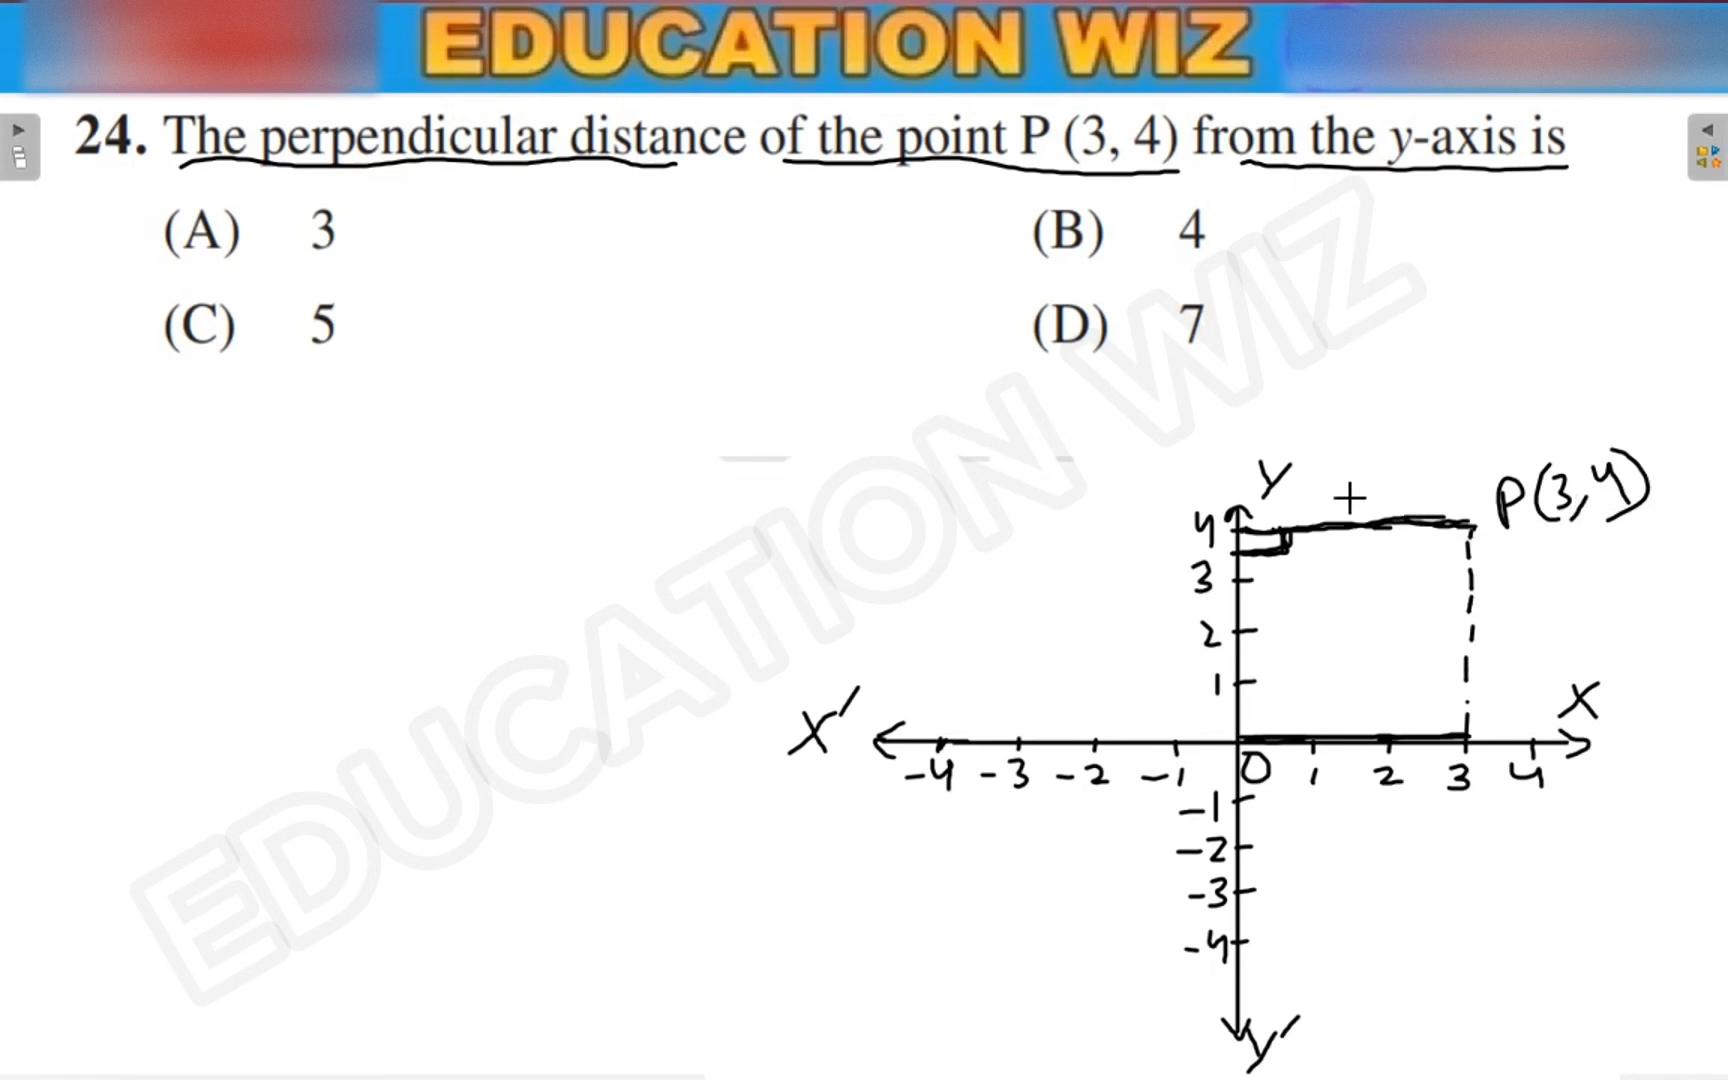 EDUCATION WIZ
24. The perpendicular distance of the point P (3, 4) from the y-axis is
(A) 3 (B) 4
(C) 5 (D) 7
EDUCATION WIZ
Y
P(3,4)
4
3
2
1
X' X
-4 -3 -2 -1 0 1 2 3 4
-1
-2
-3
-4
Y'